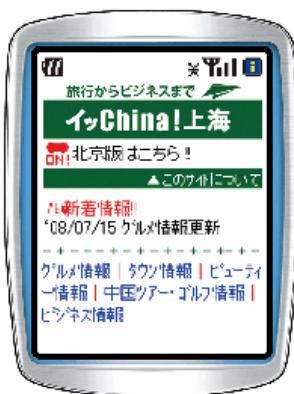 旅行からビジネスまで
イッChina!上海
ON! 北京版はこちら!!
▲このサイトについて
新着情報!!
'08/07/15 グルメ情報更新
グルメ情報 | タウン情報 | ビューティ
ー情報 | 中国ツアー・ゴルフ情報 |
ビジネス情報